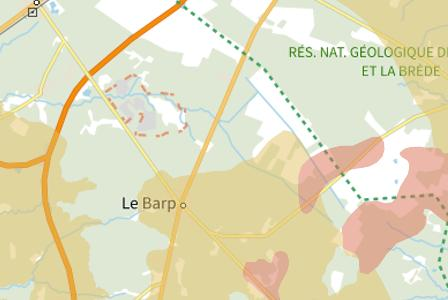 RÉS. NAT. GÉOLOGIQUE D
ET LA BRÈDE
Le Barp